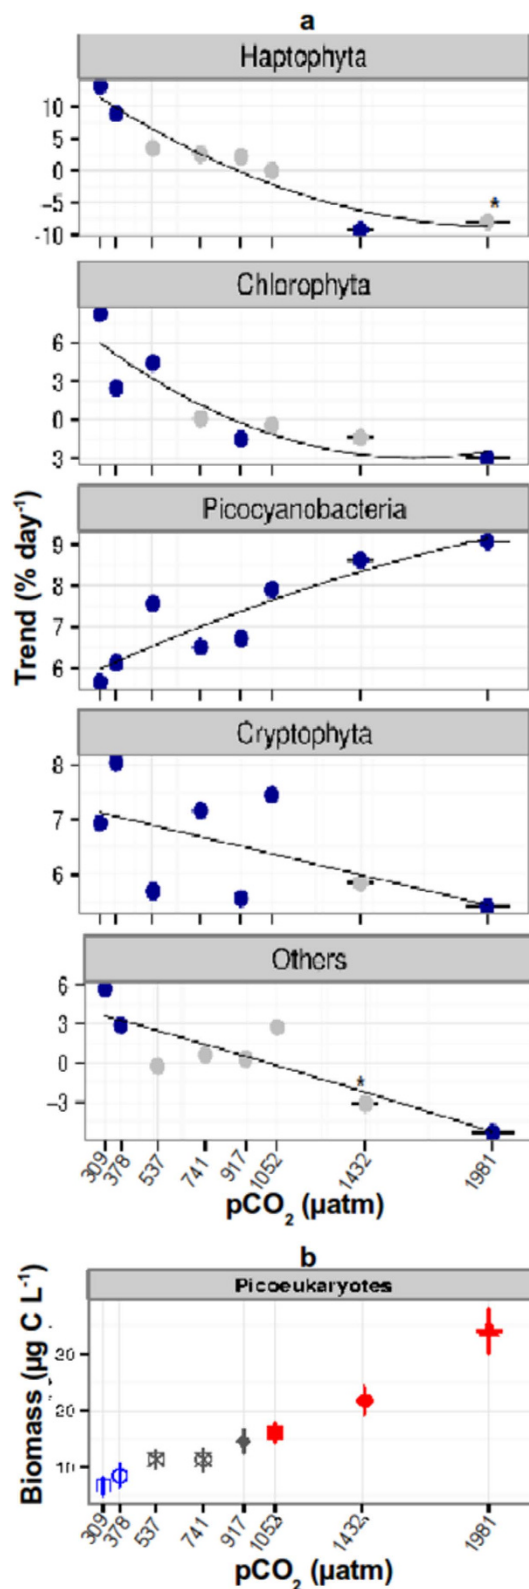 a
Haptophyta
10
5
0
-5
-10
*
Chlorophyta
6
3
0
3
Picocyanobacteria
9
8
7
6
Trend (% day⁻¹)
Cryptophyta
8
7
6
Others
6
3
0
-3
*
309 378 537 741 917 1052 1432 1981
pCO₂ (µatm)
b
Picoeukaryotes
Biomass (µg C L⁻¹)
30
20
10
309 378 537 741 917 1052 1432 1981
pCO₂ (µatm)